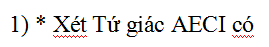 1) * Xét Tứ giác AECI có